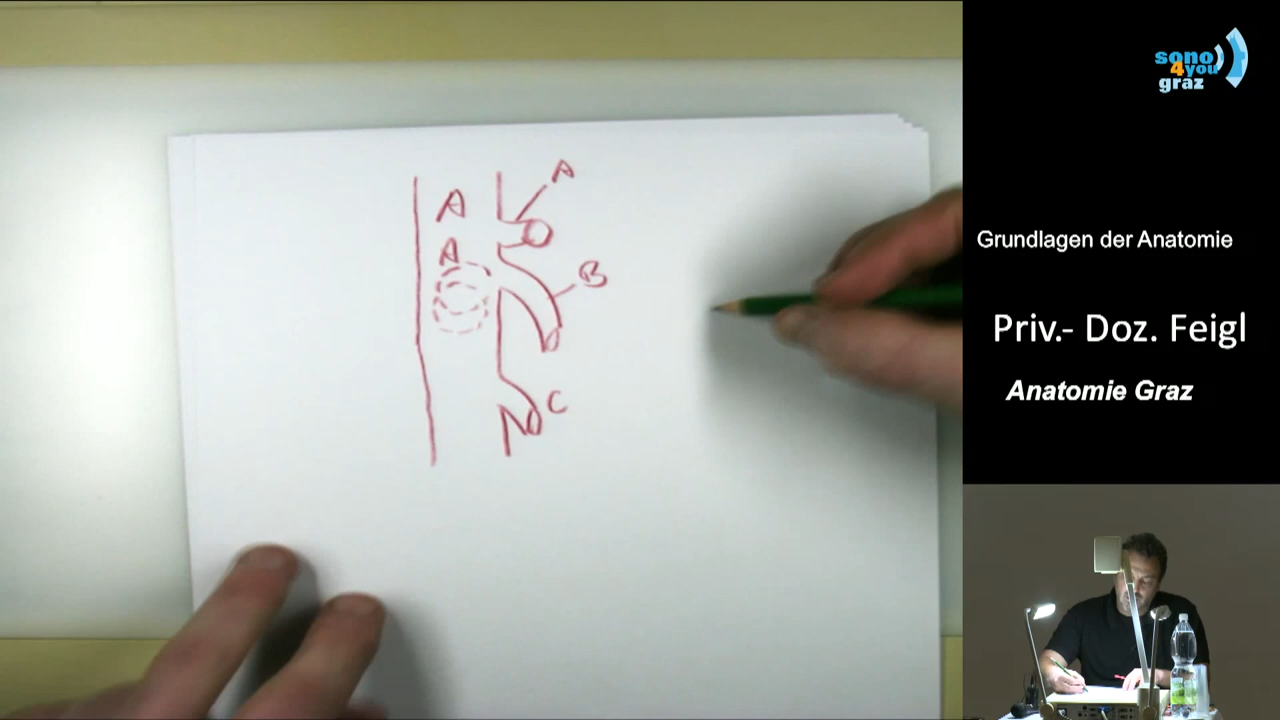 A
A
A
B
C
sono
4you
graz
Grundlagen der Anatomie
Priv.- Doz. Feigl
Anatomie Graz